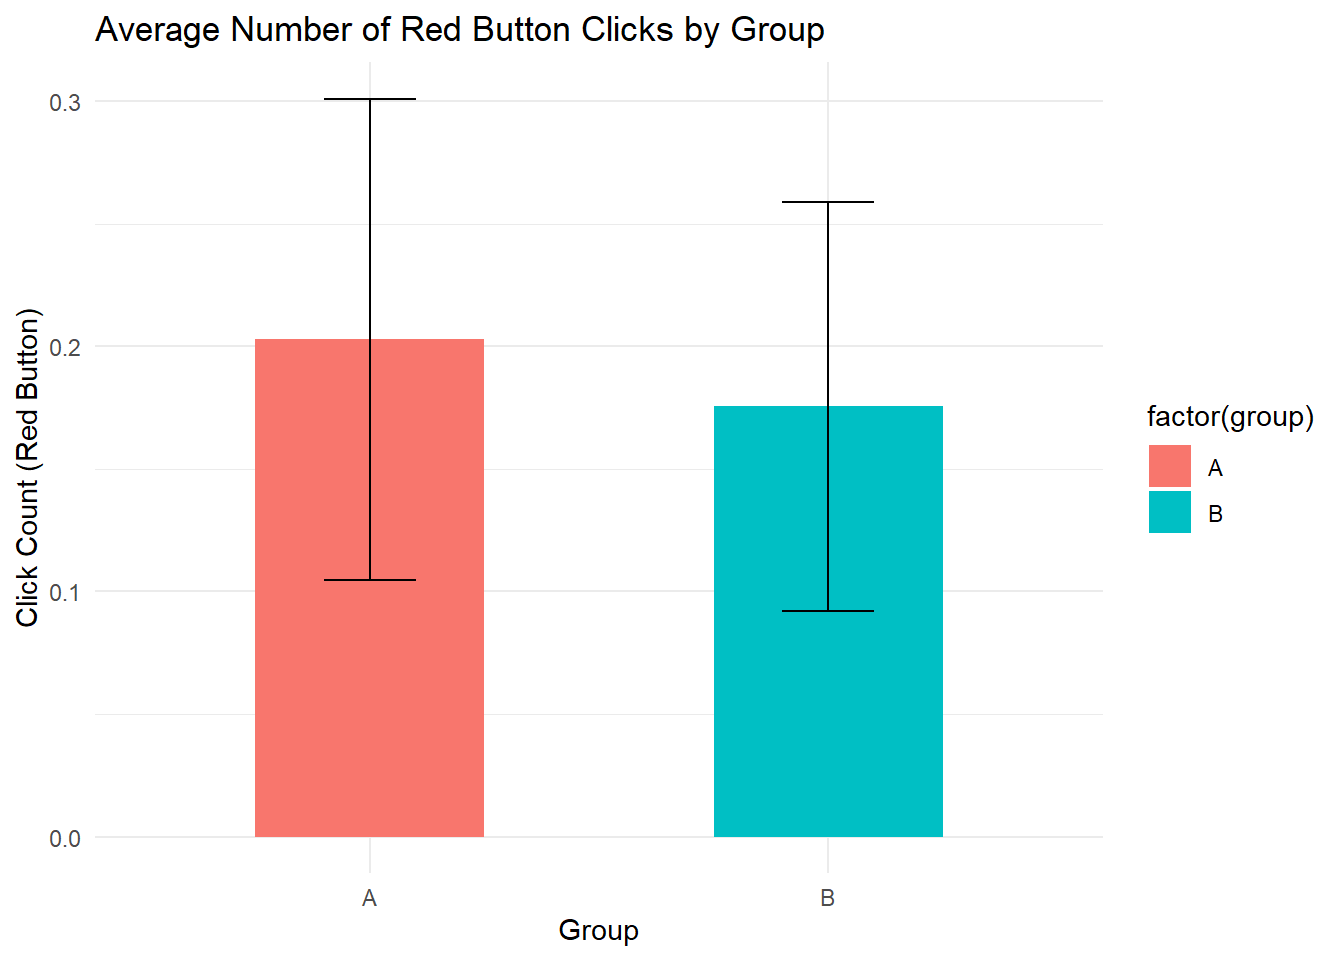 Average Number of Red Button Clicks by Group
Click Count (Red Button)
0.3
0.2
0.1
0.0
A
B
Group
factor(group)
A
B